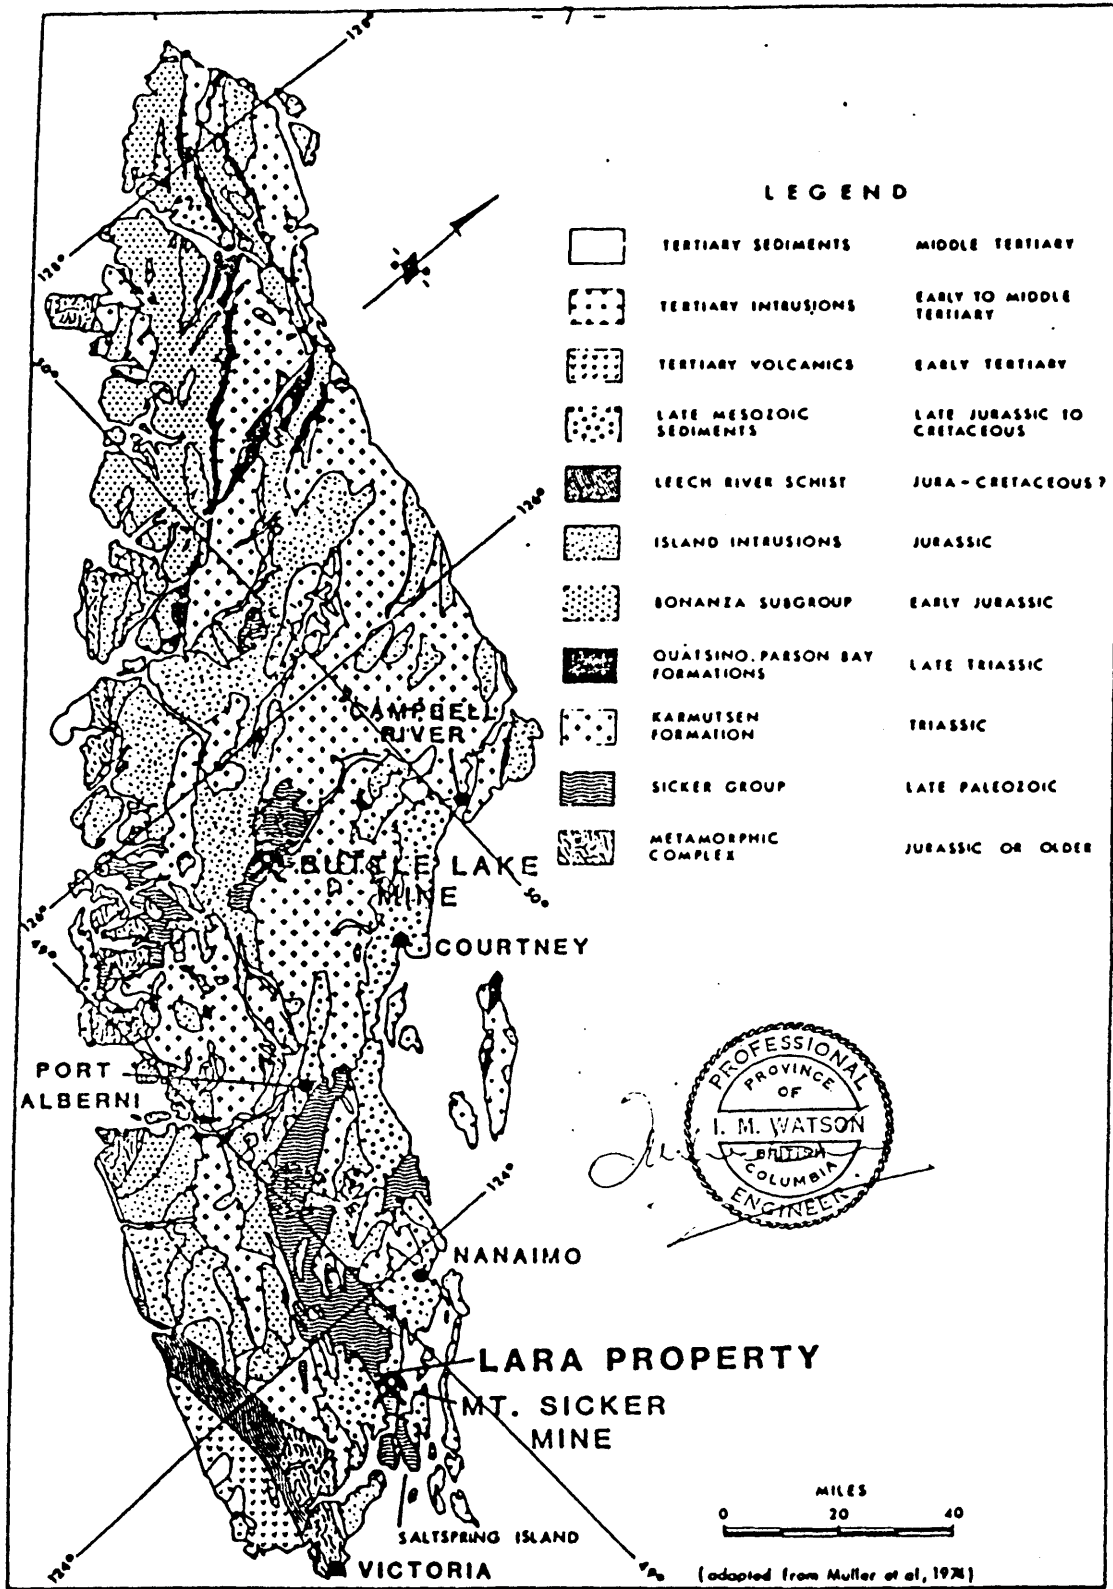 - 7 -
128°
LEGEND
TERTIARY SEDIMENTS MIDDLE TERTIARY
TERTIARY INTRUSIONS EARLY TO MIDDLE
TERTIARY
TERTIARY VOLCANICS EARLY TERTIARY
LATE MESOZOIC LATE JURASSIC TO
SEDIMENTS CRETACEOUS
LEECH RIVER SCHIST JURA-CRETACEOUS?
ISLAND INTRUSIONS JURASSIC
BONANZA SUBGROUP EARLY JURASSIC
QUATSINO, PARSON BAY LATE TRIASSIC
FORMATIONS
KARMUTSEN TRIASSIC
FORMATION
SICKER GROUP LATE PALEOZOIC
METAMORPHIC JURASSIC OR OLDER
COMPLEX
128°
50°
126°
CAMPBELL
RIVER
BUTTLE LAKE
MINE
50°
126°
COURTNEY
PORT
ALBERNI
124°
NANAIMO
LARA PROPERTY
MT. SICKER
MINE
SALTSPRING ISLAND
VICTORIA
124°
PROFESSIONAL
PROVINCE
OF
I. M. WATSON
BRITISH
COLUMBIA
ENGINEER
MILES
0 20 40
(adapted from Muller et al, 1974)